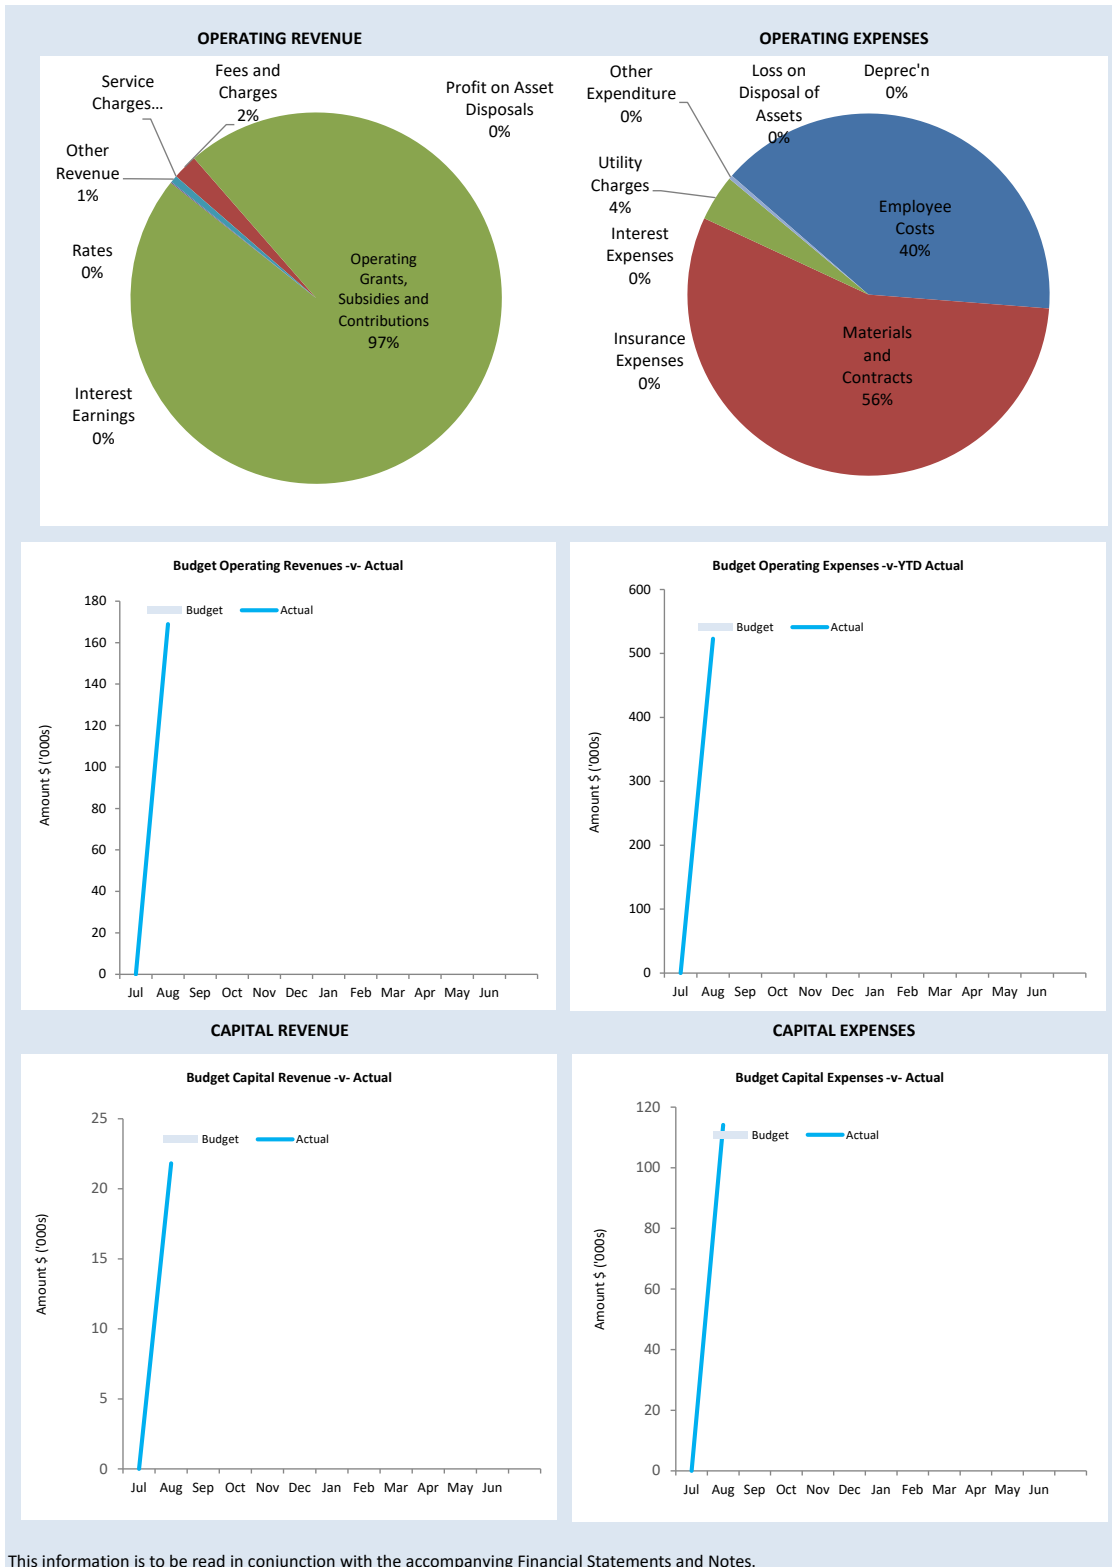 OPERATING REVENUE
OPERATING EXPENSES
Service
Charges...
Fees and
Charges
2%
Profit on Asset
Disposals
0%
Other
Revenue
1%
Rates
0%
Operating
Grants,
Subsidies and
Contributions
97%
Interest
Earnings
0%
Other
Expenditure
0%
Loss on
Disposal of
Assets
0%
Deprec'n
0%
Utility
Charges
4%
Interest
Expenses
0%
Insurance
Expenses
0%
Employee
Costs
40%
Materials
and
Contracts
56%
Budget Operating Revenues -v- Actual
Budget Actual
Amount $ ('000s)
180
160
140
120
100
80
60
40
20
0
Jul Aug Sep Oct Nov Dec Jan Feb Mar Apr May Jun
Budget Operating Expenses -v-YTD Actual
Budget Actual
Amount $ ('000s)
600
500
400
300
200
100
0
Jul Aug Sep Oct Nov Dec Jan Feb Mar Apr May Jun
CAPITAL REVENUE
CAPITAL EXPENSES
Budget Capital Revenue -v- Actual
Budget Actual
Amount $ ('000s)
25
20
15
10
5
0
Jul Aug Sep Oct Nov Dec Jan Feb Mar Apr May Jun
Budget Capital Expenses -v- Actual
Budget Actual
Amount $ ('000s)
120
100
80
60
40
20
0
Jul Aug Sep Oct Nov Dec Jan Feb Mar Apr May Jun
This information is to be read in conjunction with the accompanying Financial Statements and Notes.